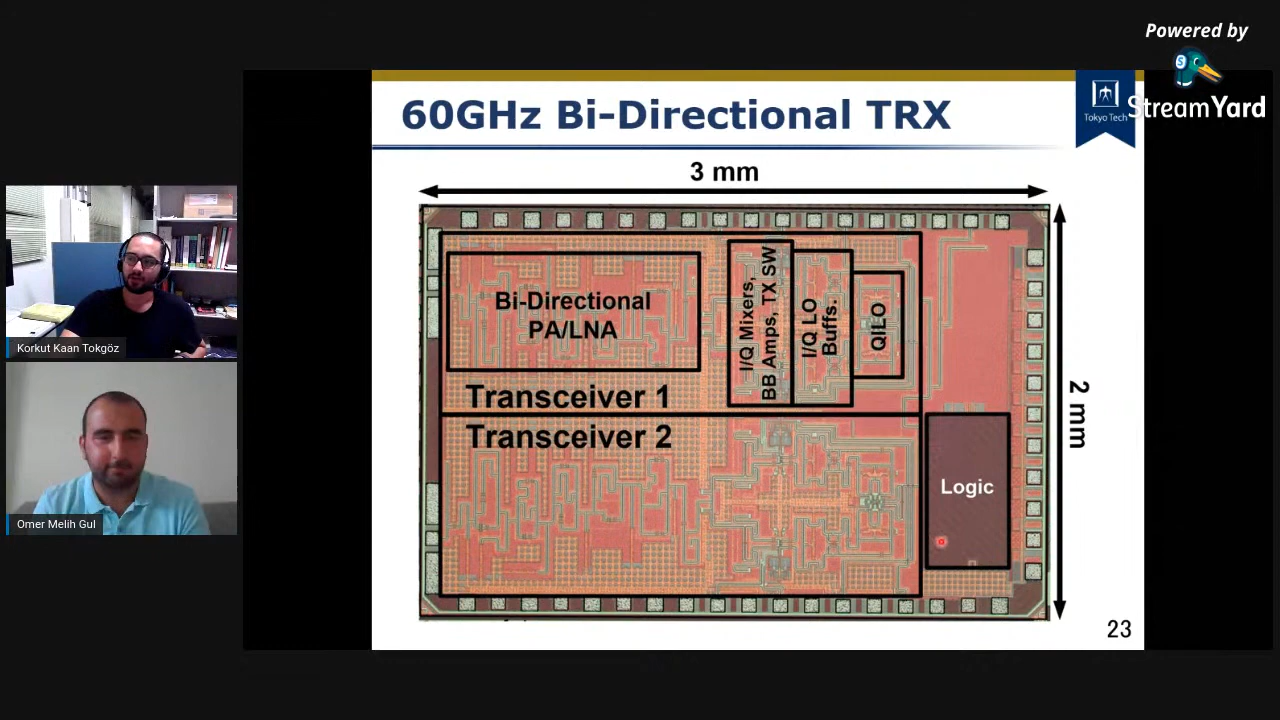 Powered by
StreamYard
60GHz Bi-Directional TRX
Tokyo Tech
3 mm
Bi-Directional
PA/LNA
I/Q Mixers,
BB Amps, TX SW
I/Q LO
Buffs.
QILO
Transceiver 1
Transceiver 2
Logic
2 mm
23
Korkut Kaan Tokgöz
Omer Melih Gul